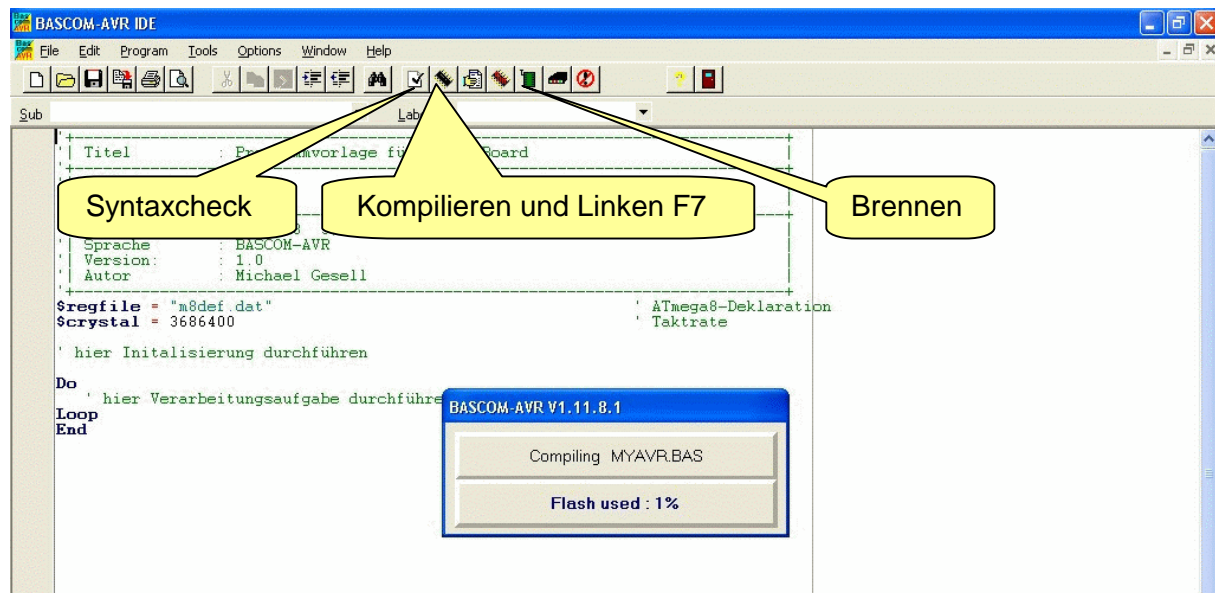 BASCOM-AVR IDE
File Edit Program Tools Options Window Help
Sub
'+------------------------------------------------------------------+
'| Titel : für Board |
'+------------------------------------------------------------------+
Syntaxcheck
Kompilieren und Linken F7
Brennen
'| Sprache : BASCOM-AVR
'| Version: : 1.0
'| Autor : Michael Gesell
'+------------------------------------------------------------------+
$regfile = "m8def.dat" ' ATmega8-Deklaration
$crystal = 3686400 ' Taktrate
' hier Initalisierung durchführen
Do
' hier Verarbeitungsaufgabe
Loop
End
BASCOM-AVR V1.11.8.1
Compiling MYAVR.BAS
Flash used : 1%